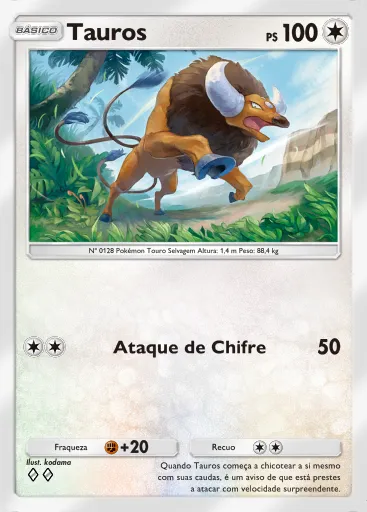 BÁSICO Tauros PS 100
Nº 0128 Pokémon Touro Selvagem Altura: 1,4 m Peso: 88,4 kg
Ataque de Chifre 50
Fraqueza +20 Recuo
Ilust. kodama
Quando Tauros começa a chicotear a si mesmo
com suas caudas, é um aviso de que está prestes
a atacar com velocidade surpreendente.